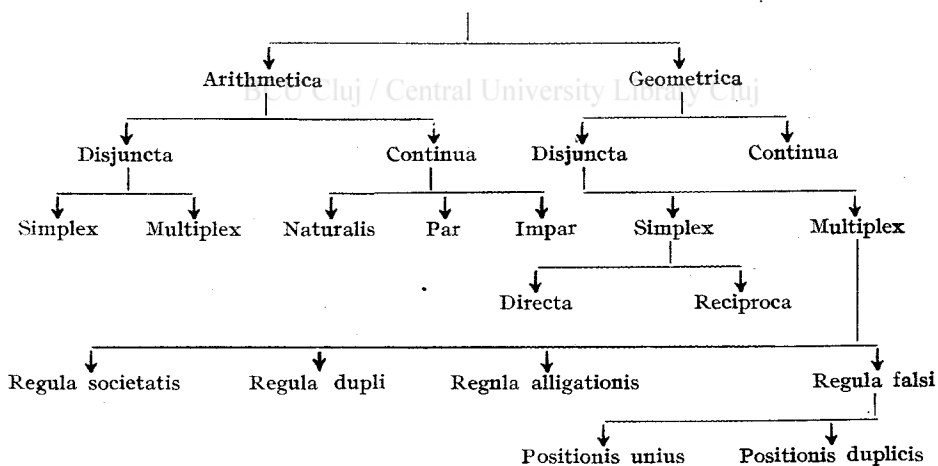 Arithmetica Geometrica
BCU Cluj / Central University Library Cluj
Disjuncta Continua Disjuncta Continua
Simplex Multiplex Naturalis Par Impar Simplex Multiplex
Directa Reciproca
Regula societatis Regula dupli Regnla alligationis Regula falsi
Positionis unius Positionis duplicis